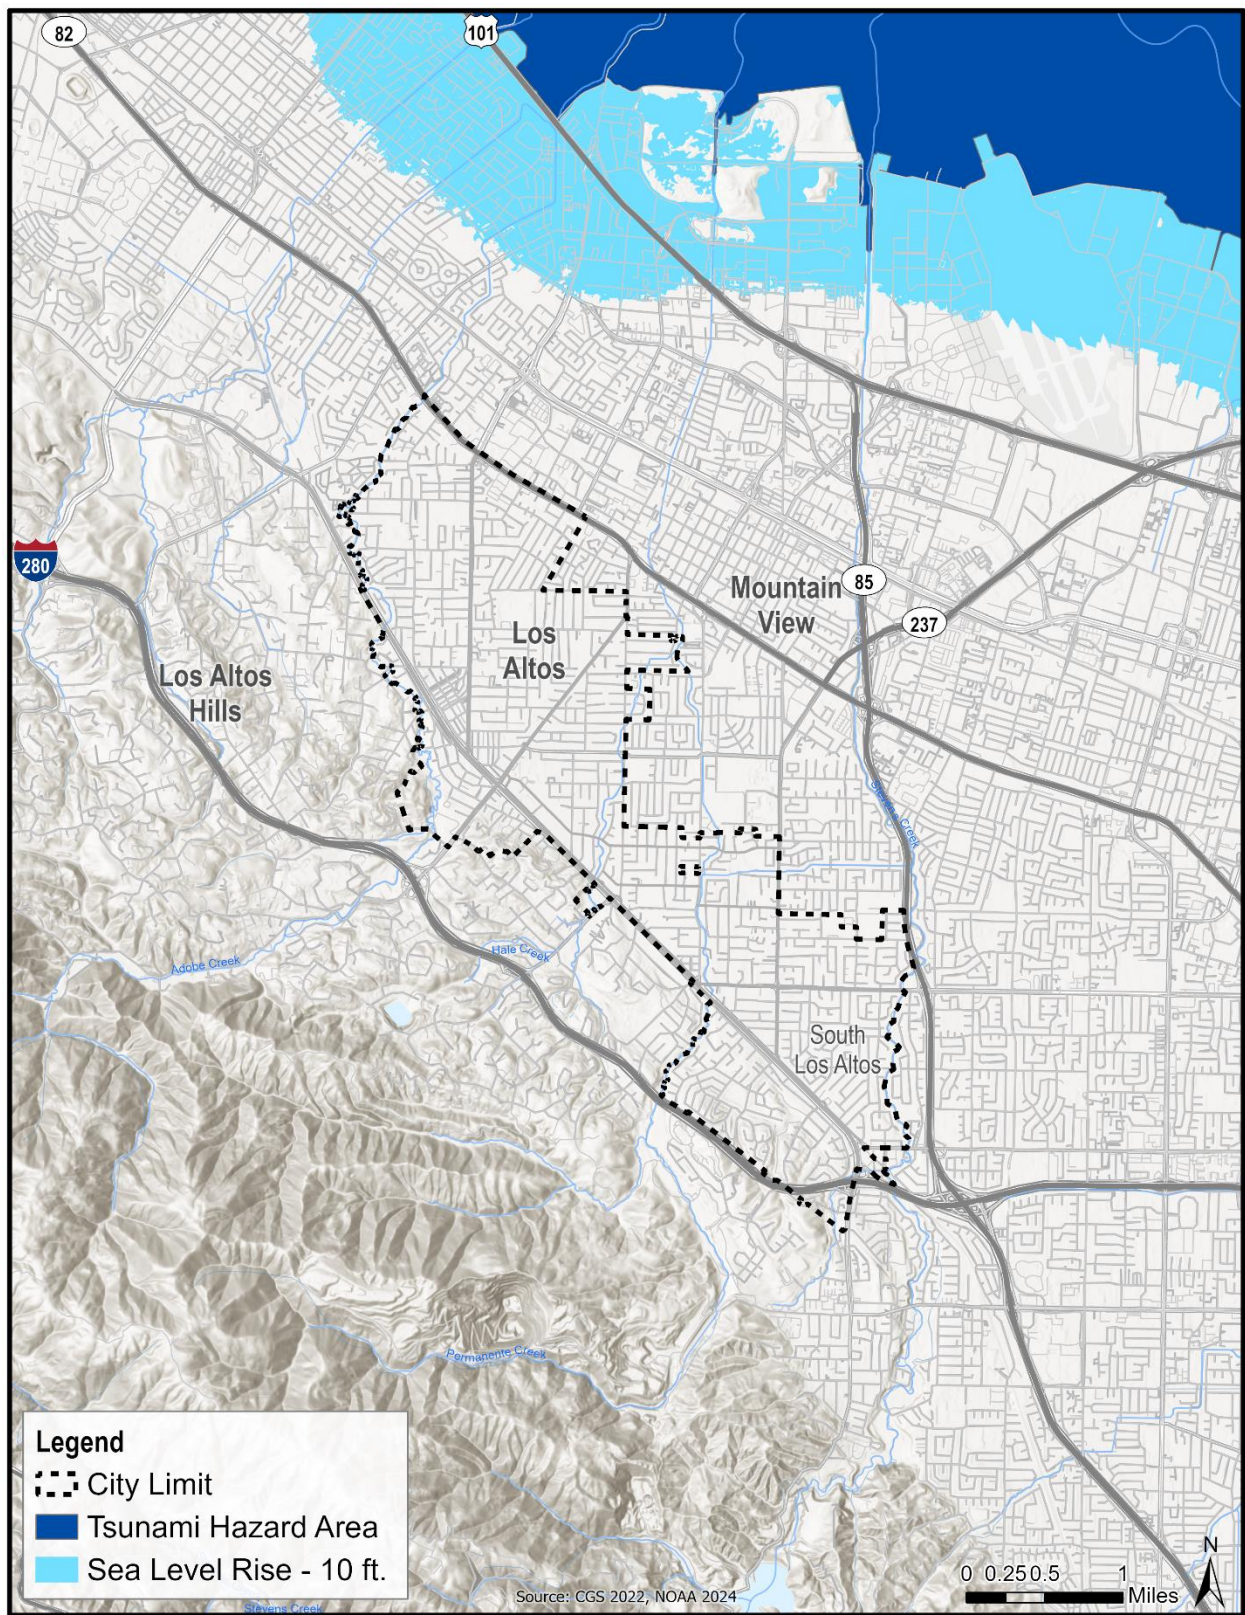 82
101
280
Mountain
View
85
237
Los
Altos
Los Altos
Hills
Stevens Creek
Hale Creek
Adobe Creek
South
Los Altos
Permanente Creek
Legend
City Limit
Tsunami Hazard Area
Sea Level Rise - 10 ft.
Stevens Creek
Source: CGS 2022, NOAA 2024
0 0.25 0.5 1
Miles
N